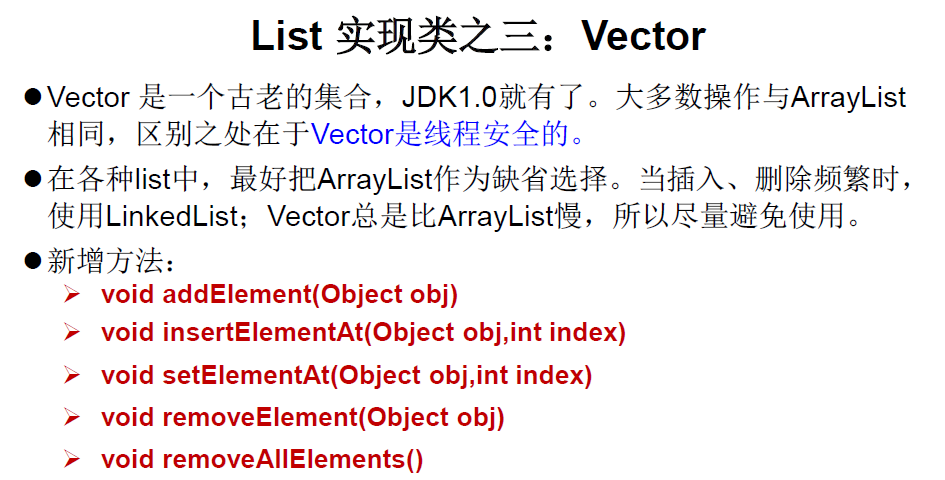 List 实现类之三：Vector
●Vector 是一个古老的集合，JDK1.0就有了。大多数操作与ArrayList
相同，区别之处在于Vector是线程安全的。
●在各种list中，最好把ArrayList作为缺省选择。当插入、删除频繁时，
使用LinkedList；Vector总是比ArrayList慢，所以尽量避免使用。
●新增方法：
➢ void addElement(Object obj)
➢ void insertElementAt(Object obj,int index)
➢ void setElementAt(Object obj,int index)
➢ void removeElement(Object obj)
➢ void removeAllElements()